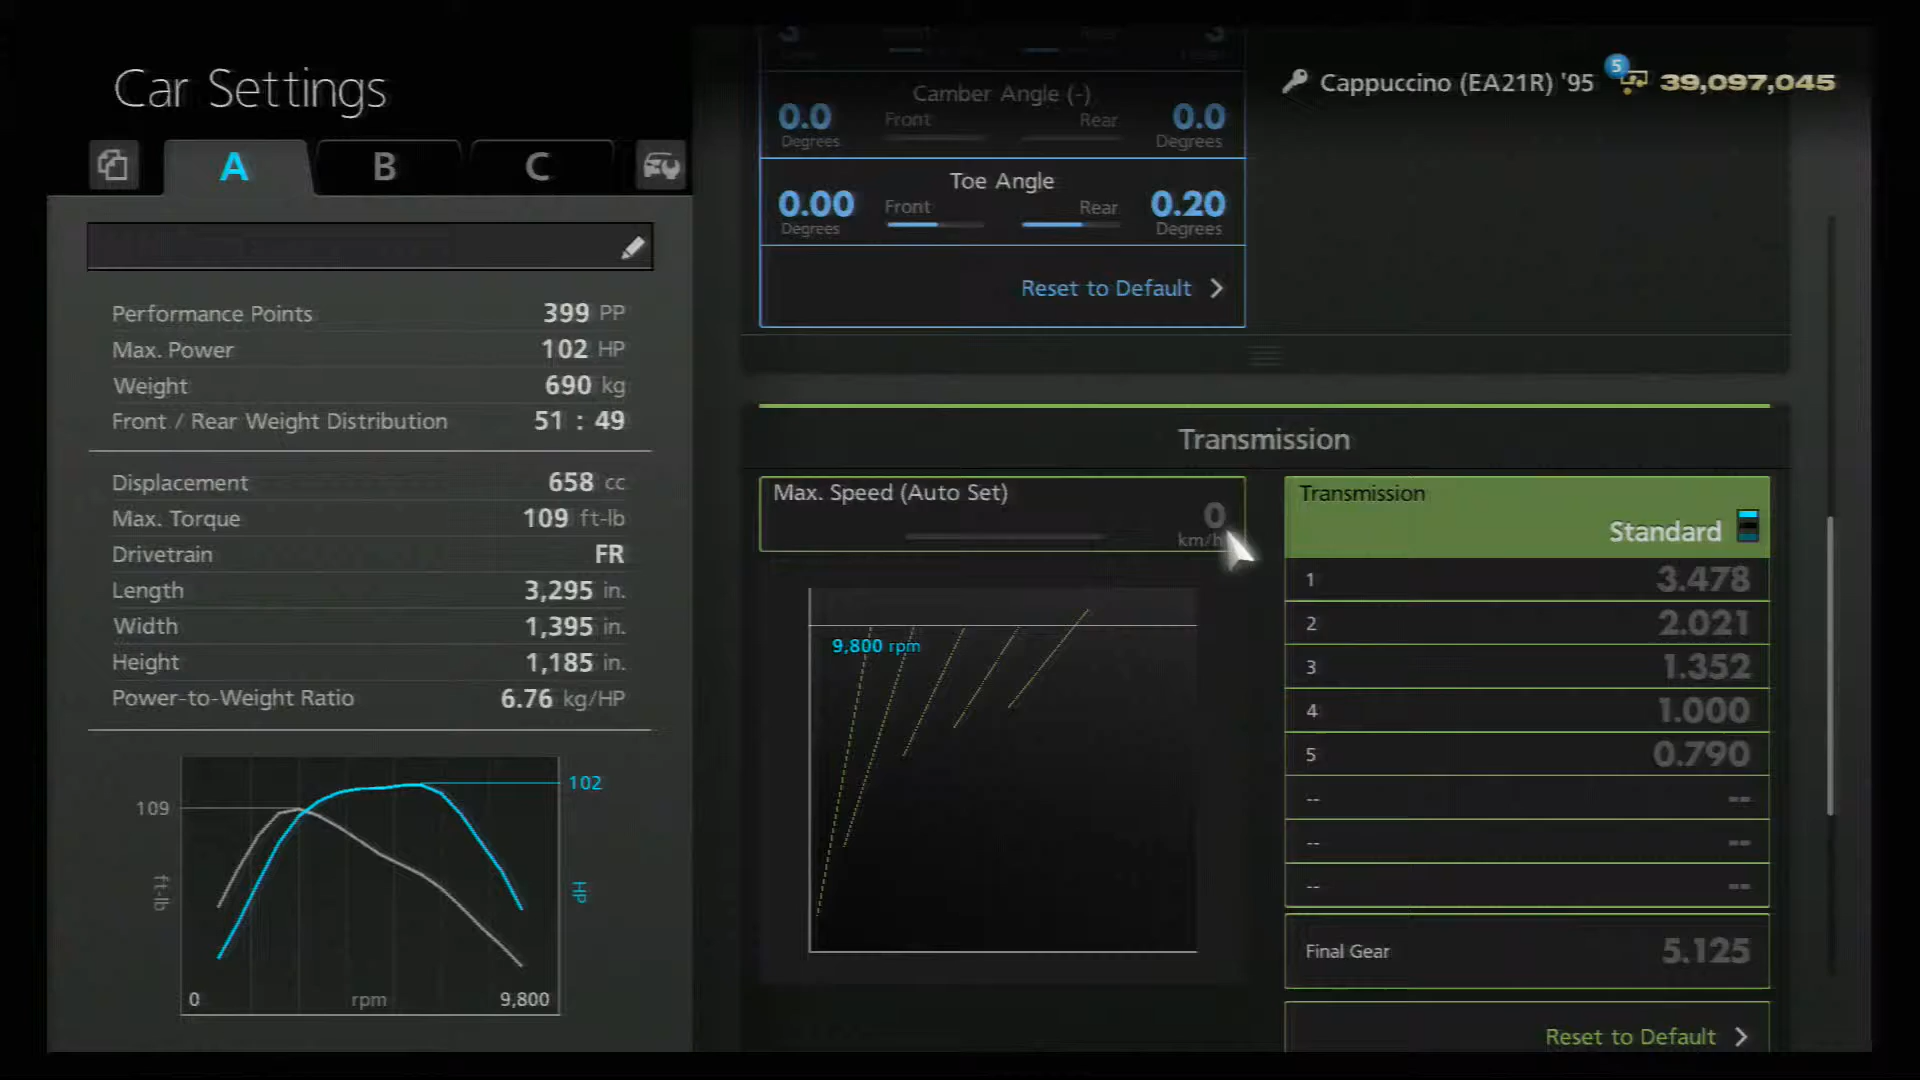 Car Settings
Cappuccino (EA21R) '95
5
39,097,045
A B C
Performance Points 399 PP
Max. Power 102 HP
Weight 690 kg
Front / Rear Weight Distribution 51 : 49
Displacement 658 cc
Max. Torque 109 ft-lb
Drivetrain FR
Length 3,295 in.
Width 1,395 in.
Height 1,185 in.
Power-to-Weight Ratio 6.76 kg/HP
102
109
ft-lb
HP
0 rpm 9,800
Camber Angle (-)
0.0 Front Rear 0.0
Degrees Degrees
Toe Angle
0.00 Front Rear 0.20
Degrees Degrees
Reset to Default
Transmission
Max. Speed (Auto Set)
0
km/h
9,800 rpm
Transmission
Standard
1 3.478
2 2.021
3 1.352
4 1.000
5 0.790
-- --
-- --
-- --
Final Gear 5.125
Reset to Default